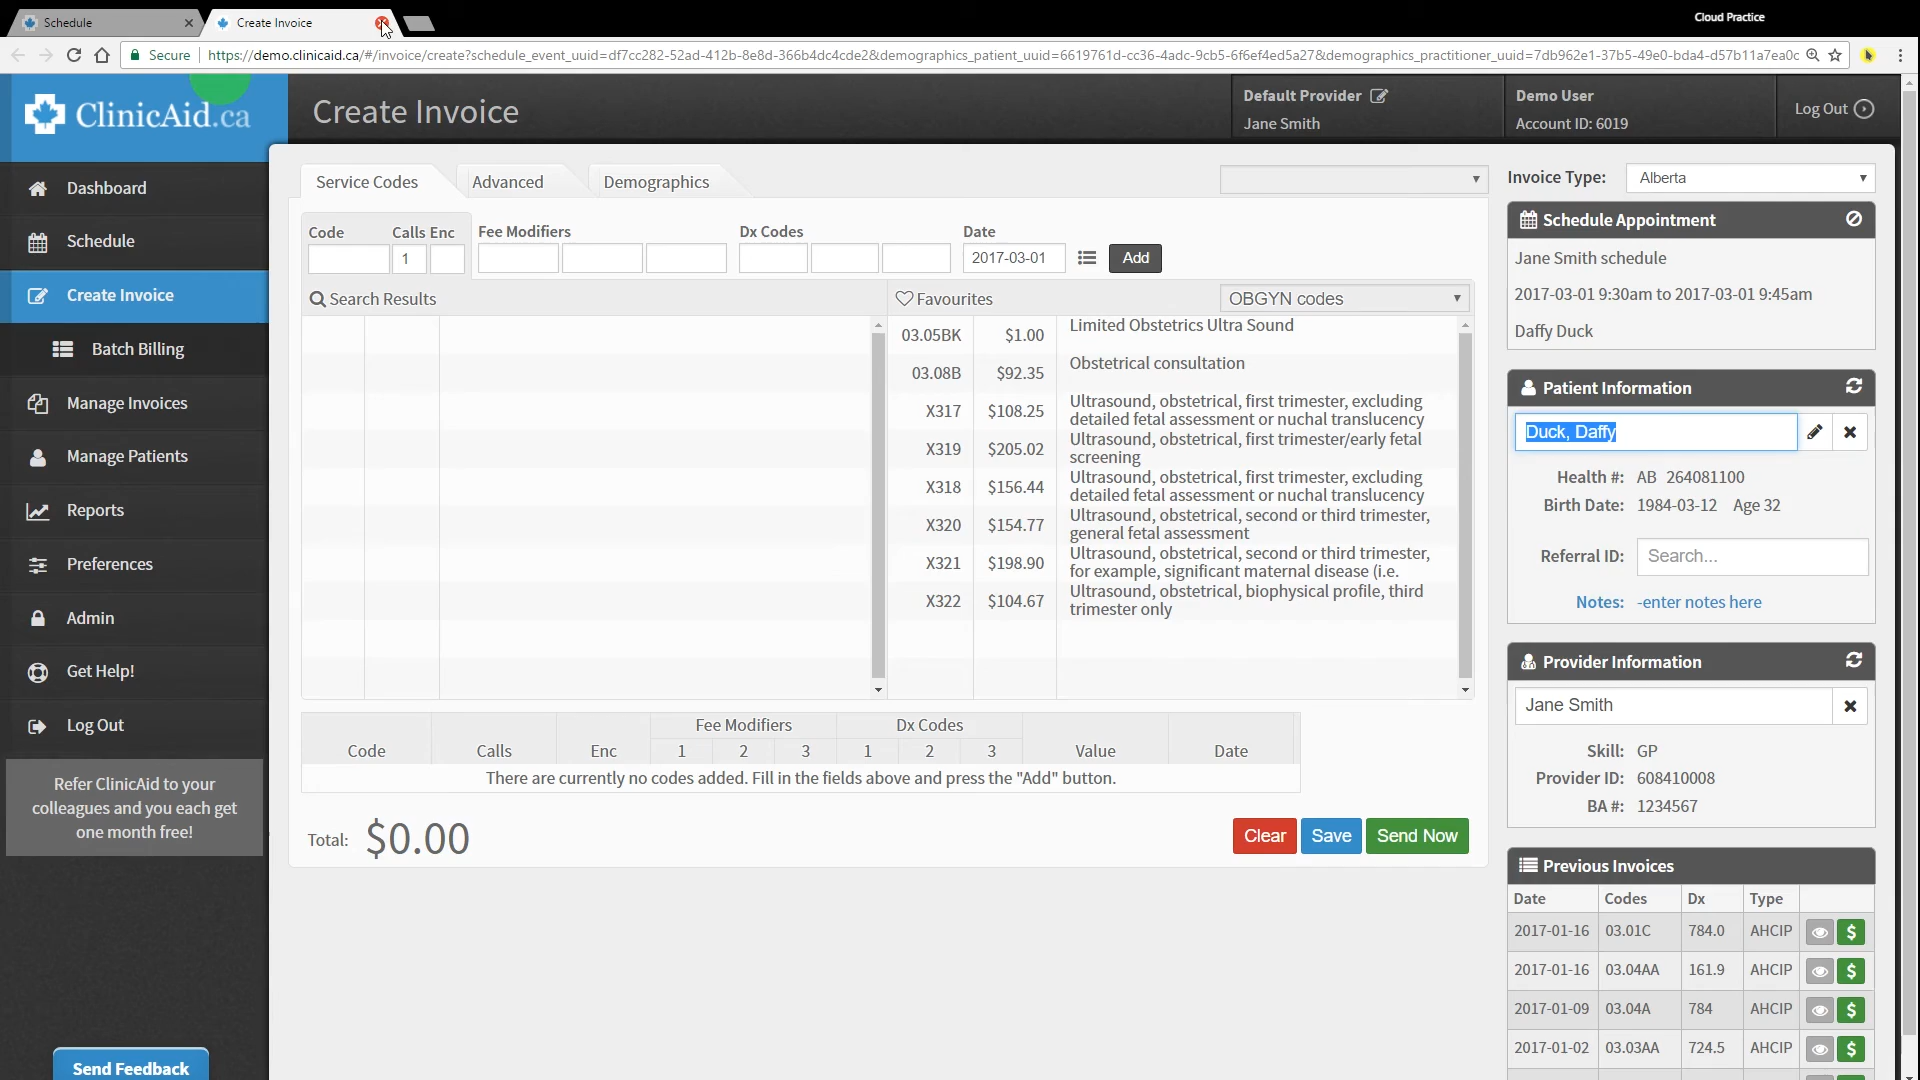 Cloud Practice
Schedule
Create Invoice
Secure https://demo.clinicaid.ca/#/invoice/create?schedule_event_uuid=df7cc282-52ad-412b-8e8d-366b4dc4cde2&demographics_patient_uuid=6619761d-cc36-4adc-9cb5-6f6ef4ed5a27&demographics_practitioner_uuid=7db962e1-37b5-49e0-bda4-d57b11a7ea0c
ClinicAid.ca
Create Invoice
Default Provider
Jane Smith
Demo User
Account ID: 6019
Log Out
Dashboard
Schedule
Create Invoice
Batch Billing
Manage Invoices
Manage Patients
Reports
Preferences
Admin
Get Help!
Log Out
Refer ClinicAid to your
colleagues and you each get
one month free!
Send Feedback
Service Codes Advanced Demographics
Code Calls Enc Fee Modifiers Dx Codes Date
1 2017-03-01 Add
Search Results
Favourites OBGYN codes
03.05BK $1.00 Limited Obstetrics Ultra Sound
03.08B $92.35 Obstetrical consultation
X317 $108.25 Ultrasound, obstetrical, first trimester, excluding
detailed fetal assessment or nuchal translucency
X319 $205.02 Ultrasound, obstetrical, first trimester/early fetal
screening
X318 $156.44 Ultrasound, obstetrical, first trimester, excluding
detailed fetal assessment or nuchal translucency
X320 $154.77 Ultrasound, obstetrical, second or third trimester,
general fetal assessment
X321 $198.90 Ultrasound, obstetrical, second or third trimester,
for example, significant maternal disease (i.e.
X322 $104.67 Ultrasound, obstetrical, biophysical profile, third
trimester only
Fee Modifiers Dx Codes
Code Calls Enc 1 2 3 1 2 3 Value Date
There are currently no codes added. Fill in the fields above and press the "Add" button.
Total: $0.00
Clear Save Send Now
Invoice Type: Alberta
Schedule Appointment
Jane Smith schedule
2017-03-01 9:30am to 2017-03-01 9:45am
Daffy Duck
Patient Information
Duck, Daffy
Health #: AB 264081100
Birth Date: 1984-03-12 Age 32
Referral ID: Search...
Notes: -enter notes here
Provider Information
Jane Smith
Skill: GP
Provider ID: 608410008
BA #: 1234567
Previous Invoices
Date Codes Dx Type
2017-01-16 03.01C 784.0 AHCIP $
2017-01-16 03.04AA 161.9 AHCIP $
2017-01-09 03.04A 784 AHCIP $
2017-01-02 03.03AA 724.5 AHCIP $